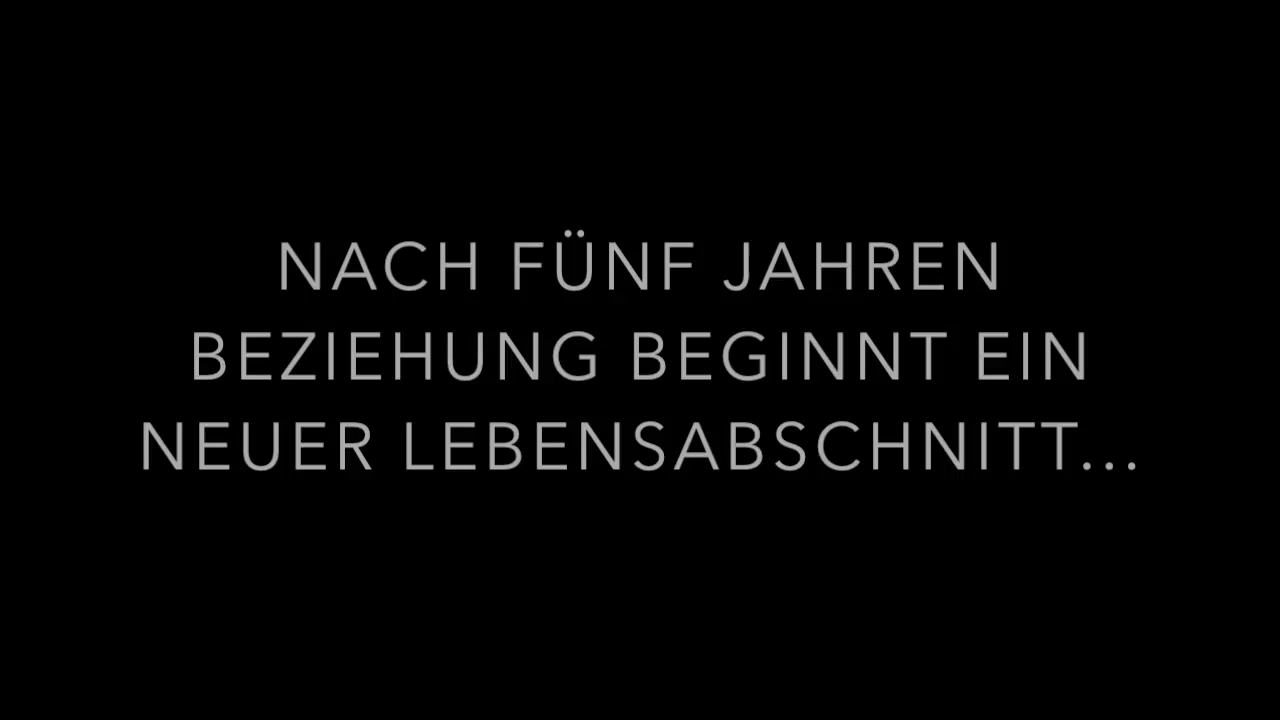 NACH FÜNF JAHREN
BEZIEHUNG BEGINNT EIN
NEUER LEBENSABSCHNITT...